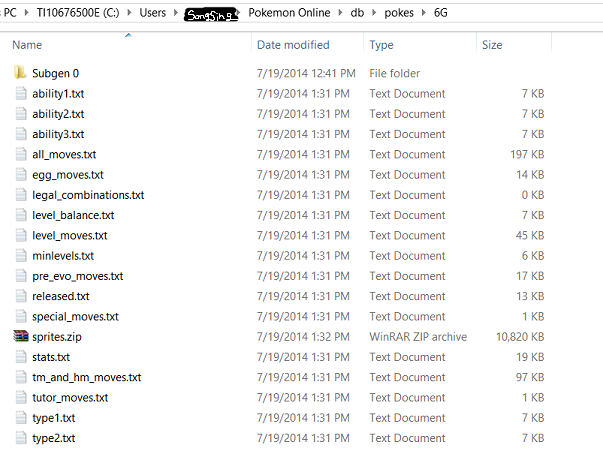 PC TI10676500E (C:) Users SongSing Pokemon Online db pokes 6G
Name Date modified Type Size
Subgen 0 7/19/2014 12:41 PM File folder
ability1.txt 7/19/2014 1:31 PM Text Document 7 KB
ability2.txt 7/19/2014 1:31 PM Text Document 7 KB
ability3.txt 7/19/2014 1:31 PM Text Document 7 KB
all_moves.txt 7/19/2014 1:31 PM Text Document 197 KB
egg_moves.txt 7/19/2014 1:31 PM Text Document 14 KB
legal_combinations.txt 7/19/2014 1:31 PM Text Document 0 KB
level_balance.txt 7/19/2014 1:31 PM Text Document 7 KB
level_moves.txt 7/19/2014 1:31 PM Text Document 45 KB
minlevels.txt 7/19/2014 1:31 PM Text Document 6 KB
pre_evo_moves.txt 7/19/2014 1:31 PM Text Document 17 KB
released.txt 7/19/2014 1:31 PM Text Document 13 KB
special_moves.txt 7/19/2014 1:31 PM Text Document 1 KB
sprites.zip 7/19/2014 1:32 PM WinRAR ZIP archive 10,820 KB
stats.txt 7/19/2014 1:31 PM Text Document 19 KB
tm_and_hm_moves.txt 7/19/2014 1:31 PM Text Document 97 KB
tutor_moves.txt 7/19/2014 1:31 PM Text Document 1 KB
type1.txt 7/19/2014 1:31 PM Text Document 7 KB
type2.txt 7/19/2014 1:31 PM Text Document 7 KB